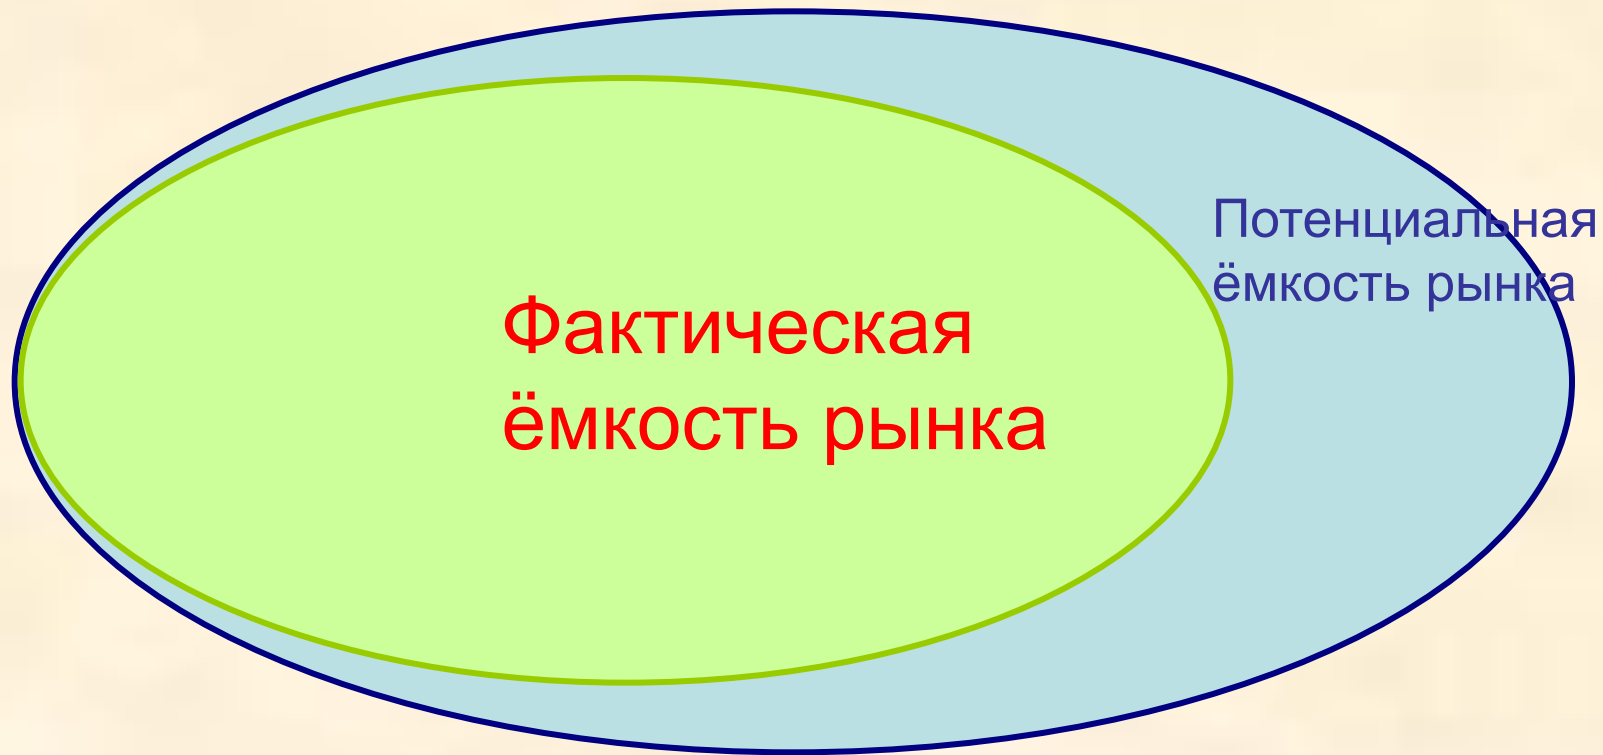 Потенциальная
ёмкость рынка
Фактическая
ёмкость рынка